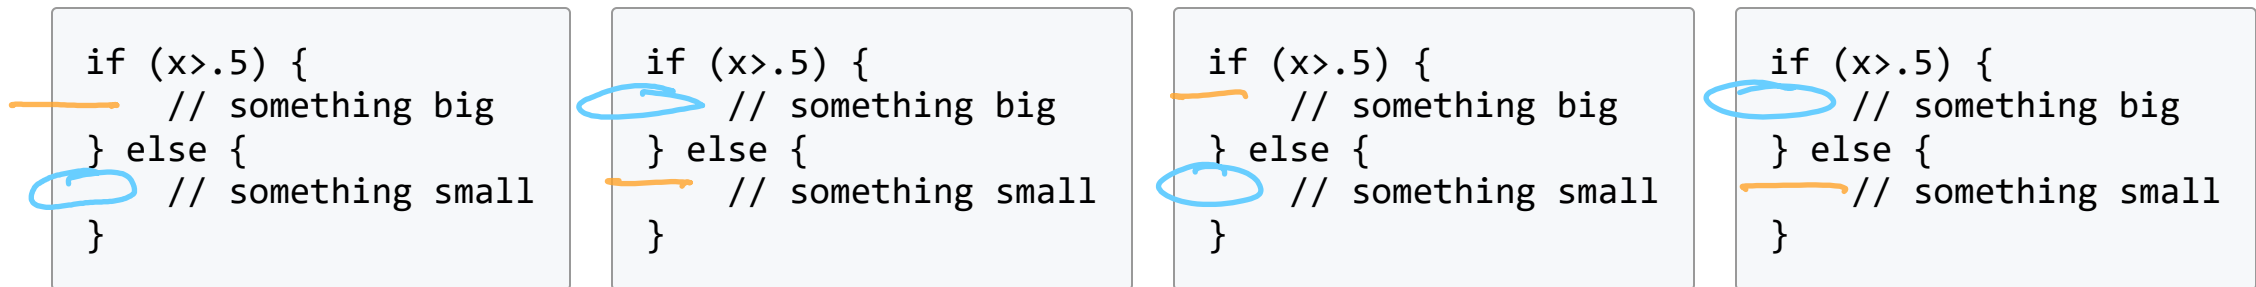 if (x>.5) {
// something big
} else {
// something small
}
if (x>.5) {
// something big
} else {
// something small
}
if (x>.5) {
// something big
} else {
// something small
}
if (x>.5) {
// something big
} else {
// something small
}